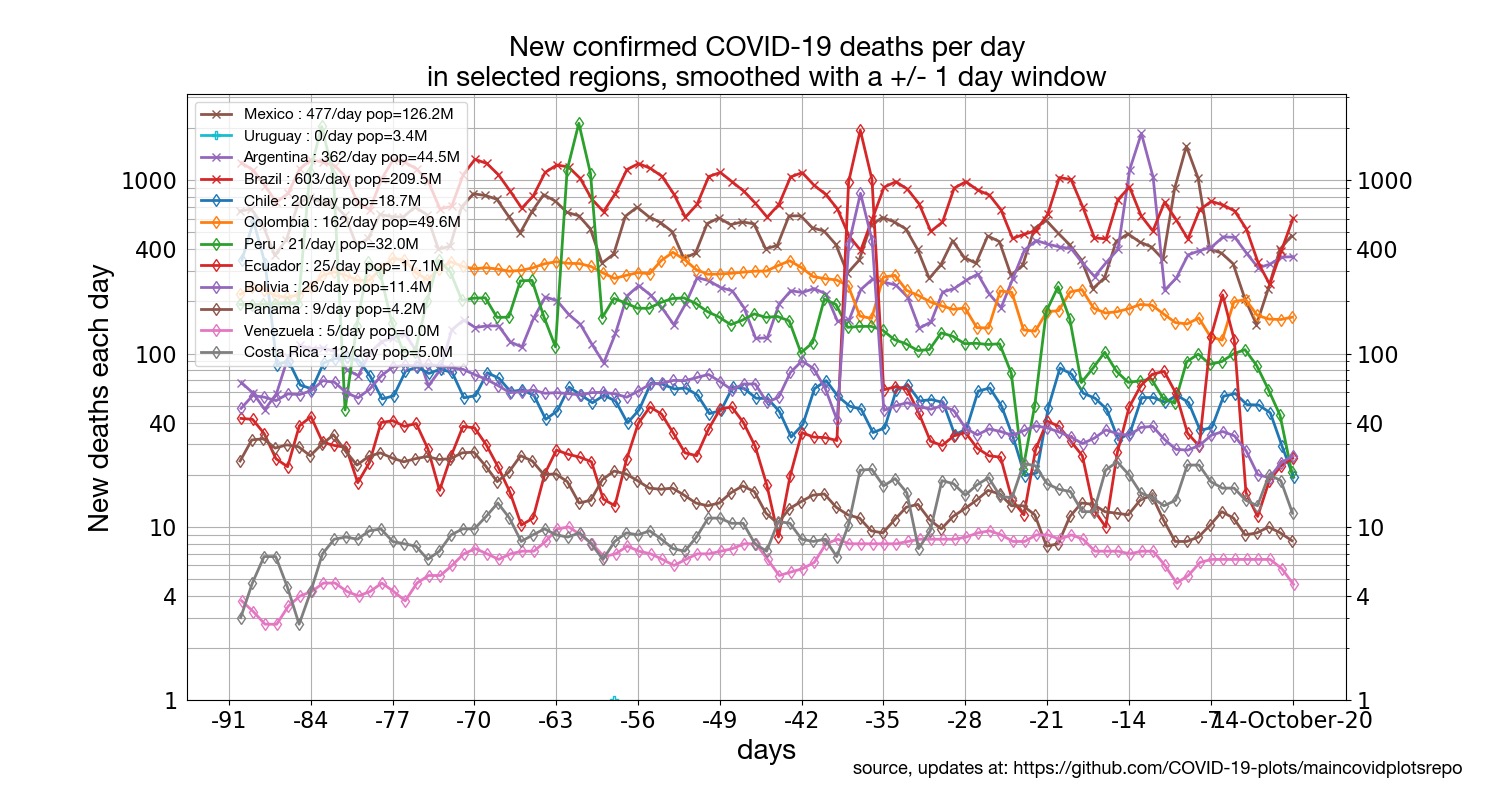 New confirmed COVID-19 deaths per day
in selected regions, smoothed with a +/- 1 day window
Mexico : 477/day pop=126.2M
Uruguay : 0/day pop=3.4M
Argentina : 362/day pop=44.5M
Brazil : 603/day pop=209.5M
Chile : 20/day pop=18.7M
Colombia : 162/day pop=49.6M
Peru : 21/day pop=32.0M
Ecuador : 25/day pop=17.1M
Bolivia : 26/day pop=11.4M
Panama : 9/day pop=4.2M
Venezuela : 5/day pop=0.0M
Costa Rica : 12/day pop=5.0M
New deaths each day
1000
400
100
40
10
4
1
1000
400
100
40
10
4
1
-91 -84 -77 -70 -63 -56 -49 -42 -35 -28 -21 -14 -7 14-October-20
days
source, updates at: https://github.com/COVID-19-plots/maincovidplotsrepo